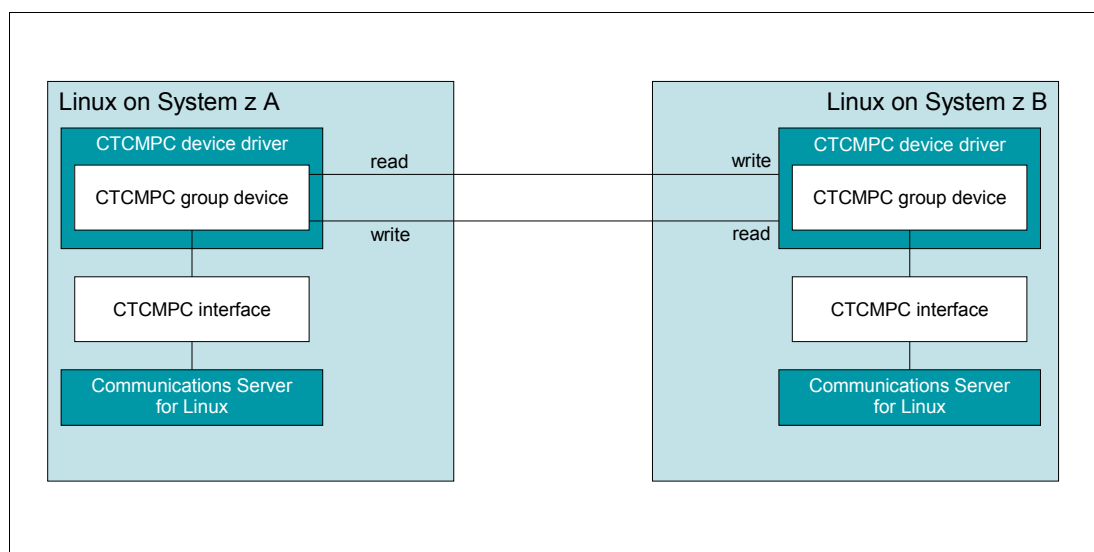 Linux on System z A
Linux on System z B
CTCMPC device driver
CTCMPC device driver
read
write
CTCMPC group device
CTCMPC group device
write
read
CTCMPC interface
CTCMPC interface
Communications Server
for Linux
Communications Server
for Linux